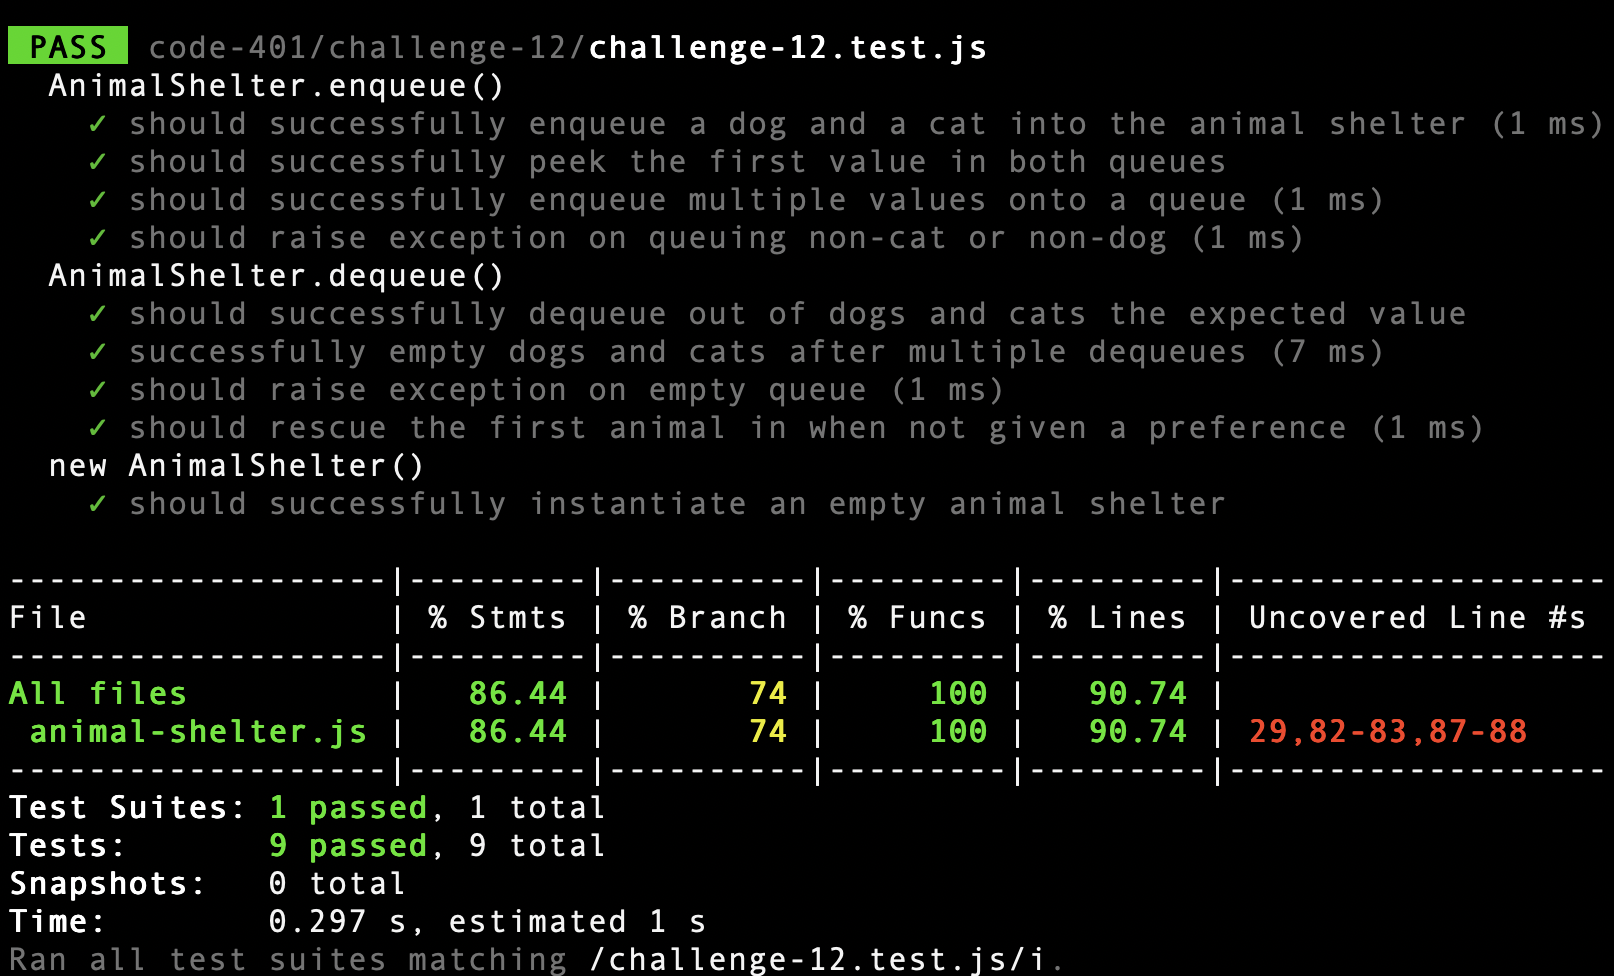 PASS code-401/challenge-12/challenge-12.test.js
AnimalShelter.enqueue()
✓ should successfully enqueue a dog and a cat into the animal shelter (1 ms)
✓ should successfully peek the first value in both queues
✓ should successfully enqueue multiple values onto a queue (1 ms)
✓ should raise exception on queuing non-cat or non-dog (1 ms)
AnimalShelter.dequeue()
✓ should successfully dequeue out of dogs and cats the expected value
✓ successfully empty dogs and cats after multiple dequeues (7 ms)
✓ should raise exception on empty queue (1 ms)
✓ should rescue the first animal in when not given a preference (1 ms)
new AnimalShelter()
✓ should successfully instantiate an empty animal shelter
-------------------|---------|----------|---------|---------|-------------------
File | % Stmts | % Branch | % Funcs | % Lines | Uncovered Line #s
-------------------|---------|----------|---------|---------|-------------------
All files | 86.44 | 74 | 100 | 90.74 |
animal-shelter.js | 86.44 | 74 | 100 | 90.74 | 29,82-83,87-88
-------------------|---------|----------|---------|---------|-------------------
Test Suites: 1 passed, 1 total
Tests: 9 passed, 9 total
Snapshots: 0 total
Time: 0.297 s, estimated 1 s
Ran all test suites matching /challenge-12.test.js/i.